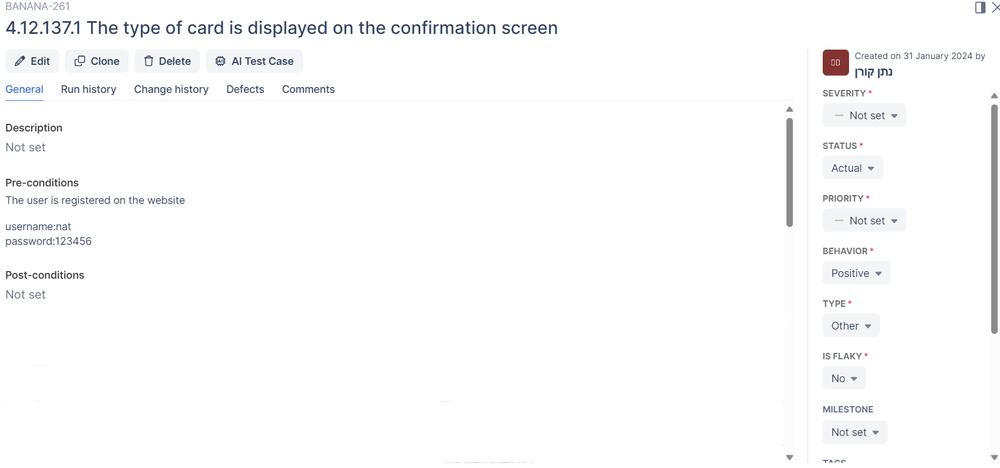 BANANA-261
4.12.137.1 The type of card is displayed on the confirmation screen
Edit
Clone
Delete
AI Test Case
General
Run history
Change history
Defects
Comments
Description
Not set
Pre-conditions
The user is registered on the website
username:nat
password:123456
Post-conditions
Not set
Created on 31 January 2024 by
נתן קורן
SEVERITY *
Not set
STATUS *
Actual
PRIORITY *
Not set
BEHAVIOR *
Positive
TYPE *
Other
IS FLAKY *
No
MILESTONE
Not set
TAGS